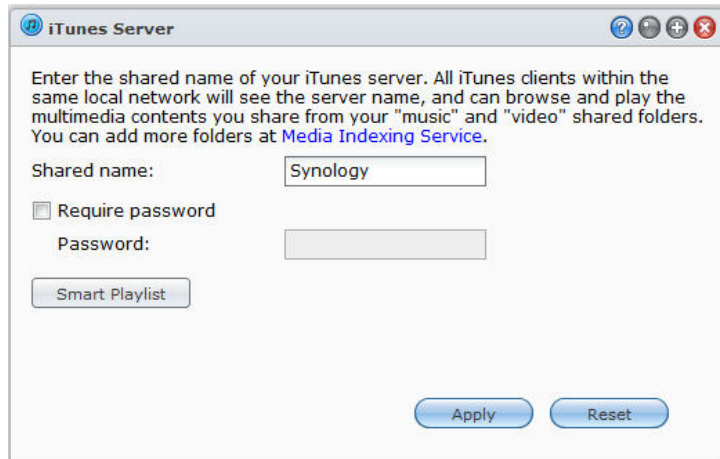 iTunes Server
Enter the shared name of your iTunes server. All iTunes clients within the
same local network will see the server name, and can browse and play the
multimedia contents you share from your "music" and "video" shared folders.
You can add more folders at Media Indexing Service.
Shared name: Synology
Require password
Password:
Smart Playlist
Apply Reset